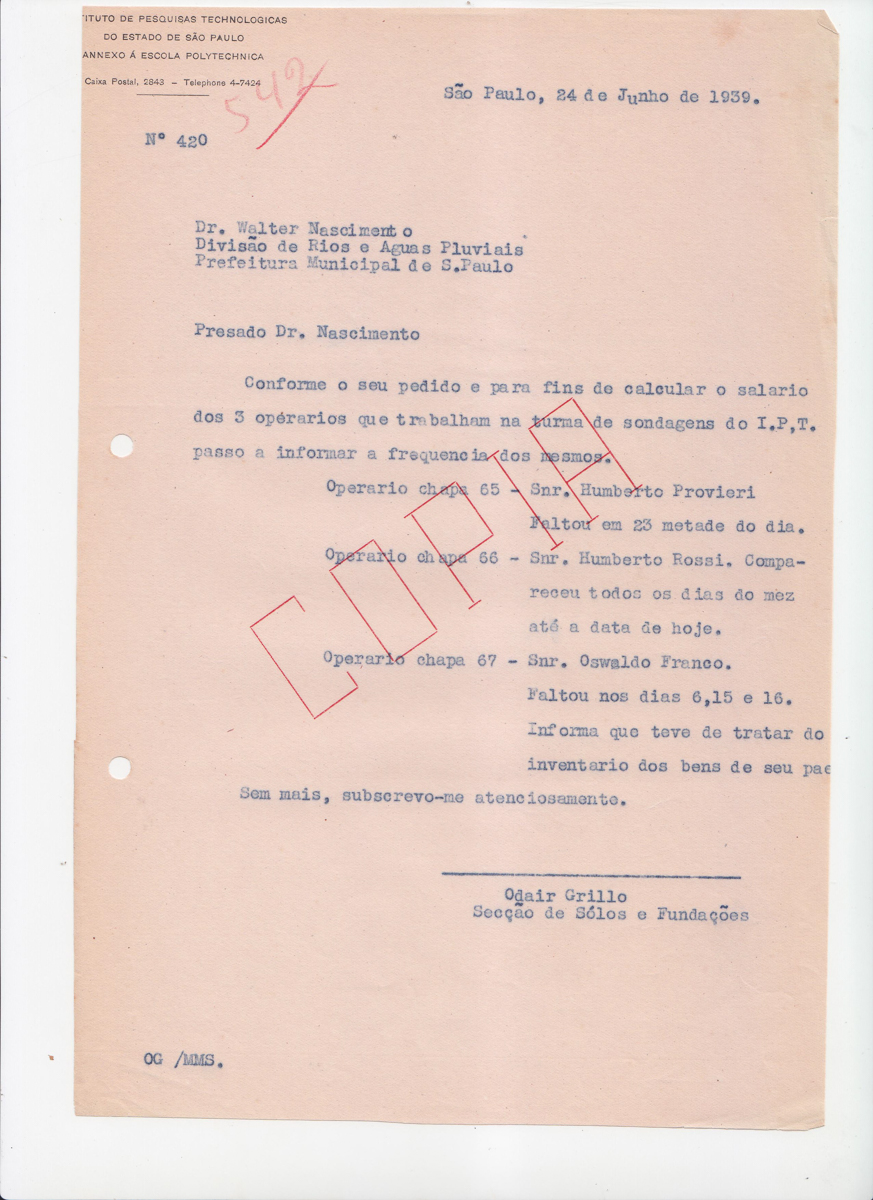 TITUTO DE PESQUISAS TECHNOLOGICAS
DO ESTADO DE SÃO PAULO
ANNEXO Á ESCOLA POLYTECHNICA
Caixa Postal, 2843 – Telephone 4-7424
542
São Paulo, 24 de Junho de 1939.
Nº 420
Dr. Walter Nascimento
Divisão de Rios e Aguas Pluviais
Prefeitura Municipal de S.Paulo
Presado Dr. Nascimento
Conforme o seu pedido e para fins de calcular o salario
dos 3 opérarios que trabalham na turma de sondagens do I.P,T.
passo a informar a frequencia dos mesmos.
Operario chapa 65 - Snr. Humberto Provieri
Faltou em 23 metade do dia.
Operario chapa 66 - Snr. Humberto Rossi. Compa-
receu todos os dias do mez
até a data de hoje.
Operario chapa 67 - Snr. Oswaldo Franco.
Faltou nos dias 6,15 e 16.
Informa que teve de tratar do
inventario dos bens de seu pae
COPIA
Sem mais, subscrevo-me atenciosamente.
Odair Grillo
Secção de Sólos e Fundações
OG /MMS.